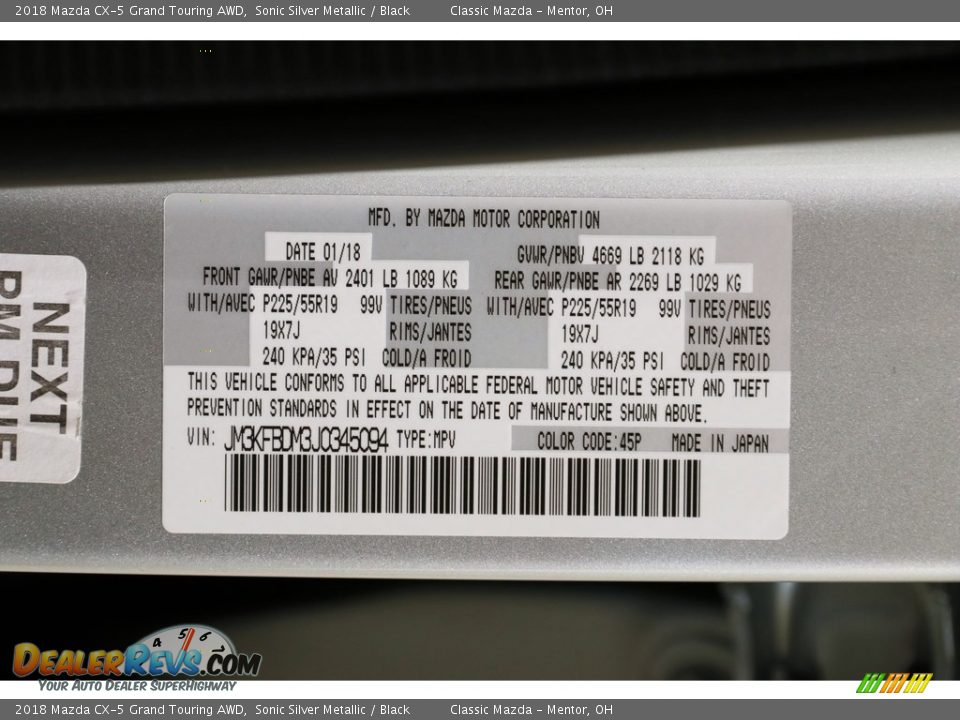 2018 Mazda CX-5 Grand Touring AWD,  Sonic Silver Metallic / Black        Classic Mazda - Mentor, OH
MFD. BY MAZDA MOTOR CORPORATION
DATE 01/18 GVWR/PNBV 4669 LB 2118 KG
FRONT GAWR/PNBE AV 2401 LB 1089 KG REAR GAWR/PNBE AR 2269 LB 1029 KG
WITH/AVEC P225/55R19 99V TIRES/PNEUS WITH/AVEC P225/55R19 99V TIRES/PNEUS
19X7J RIMS/JANTES 19X7J RIMS/JANTES
240 KPA/35 PSI COLD/A FROID 240 KPA/35 PSI COLD/A FROID
THIS VEHICLE CONFORMS TO ALL APPLICABLE FEDERAL MOTOR VEHICLE SAFETY AND THEFT
PREVENTION STANDARDS IN EFFECT ON THE DATE OF MANUFACTURE SHOWN ABOVE.
VIN: JM3KFBDM3J0345094 TYPE:MPV COLOR CODE:45P MADE IN JAPAN
NEXT
PM DUE
4 5 6
DEALERREVS.COM
YOUR AUTO DEALER SUPERHIGHWAY
2018 Mazda CX-5 Grand Touring AWD,  Sonic Silver Metallic / Black        Classic Mazda - Mentor, OH